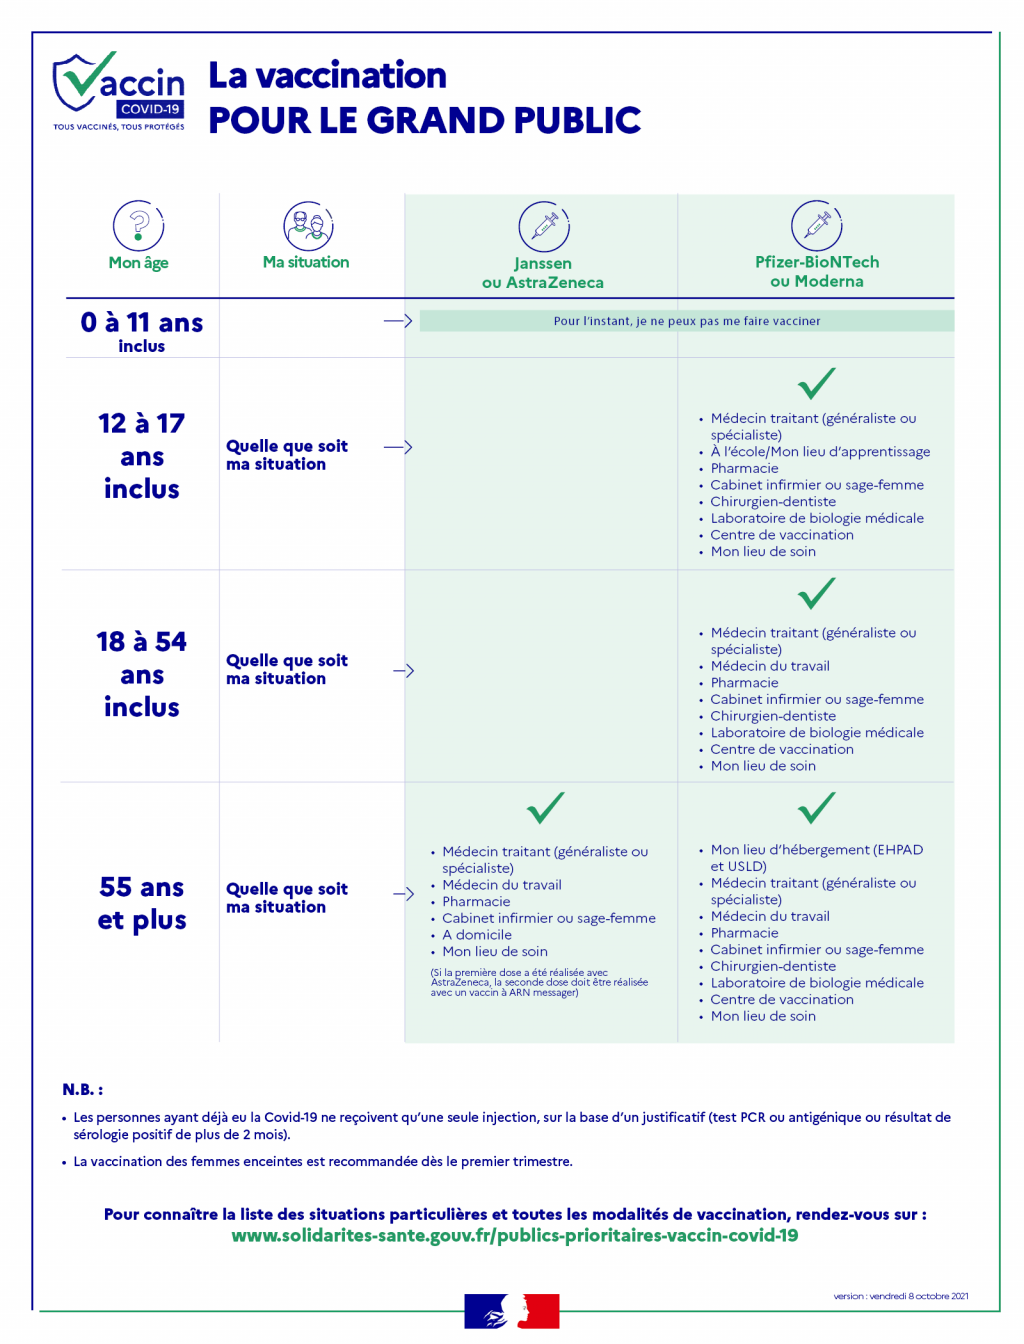 Vaccin
COVID-19
TOUS VACCINÉS, TOUS PROTÉGÉS
La vaccination
POUR LE GRAND PUBLIC
Mon âge
Ma situation
Janssen
ou AstraZeneca
Pfizer-BioNTech
ou Moderna
0 à 11 ans
inclus
Pour l'instant, je ne peux pas me faire vacciner
12 à 17
ans
inclus
Quelle que soit
ma situation
• Médecin traitant (généraliste ou
spécialiste)
• À l'école/Mon lieu d'apprentissage
• Pharmacie
• Cabinet infirmier ou sage-femme
• Chirurgien-dentiste
• Laboratoire de biologie médicale
• Centre de vaccination
• Mon lieu de soin
18 à 54
ans
inclus
Quelle que soit
ma situation
• Médecin traitant (généraliste ou
spécialiste)
• Médecin du travail
• Pharmacie
• Cabinet infirmier ou sage-femme
• Chirurgien-dentiste
• Laboratoire de biologie médicale
• Centre de vaccination
• Mon lieu de soin
55 ans
et plus
Quelle que soit
ma situation
• Médecin traitant (généraliste ou
spécialiste)
• Médecin du travail
• Pharmacie
• Cabinet infirmier ou sage-femme
• A domicile
• Mon lieu de soin
(Si la première dose a été réalisée avec
AstraZeneca, la seconde dose doit être réalisée
avec un vaccin à ARN messager)
• Mon lieu d'hébergement (EHPAD
et USLD)
• Médecin traitant (généraliste ou
spécialiste)
• Médecin du travail
• Pharmacie
• Cabinet infirmier ou sage-femme
• Chirurgien-dentiste
• Laboratoire de biologie médicale
• Centre de vaccination
• Mon lieu de soin
N.B. :
• Les personnes ayant déjà eu la Covid-19 ne reçoivent qu'une seule injection, sur la base d'un justificatif (test PCR ou antigénique ou résultat de
sérologie positif de plus de 2 mois).
• La vaccination des femmes enceintes est recommandée dès le premier trimestre.
Pour connaître la liste des situations particulières et toutes les modalités de vaccination, rendez-vous sur :
www.solidarites-sante.gouv.fr/publics-prioritaires-vaccin-covid-19
version : vendredi 8 octobre 2021